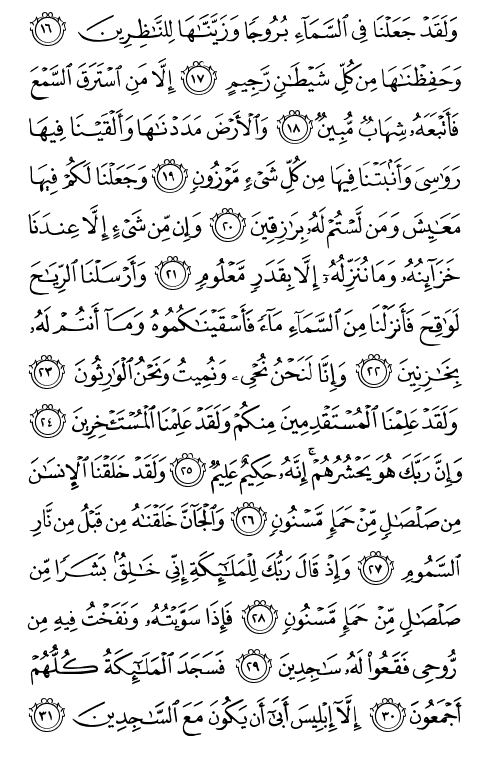 وَلَقَدۡ جَعَلۡنَا فِي ٱلسَّمَآءِ بُرُوجٗا وَزَيَّنَّٰهَا لِلنَّٰظِرِينَ ١٦
وَحَفِظۡنَٰهَا مِن كُلِّ شَيۡطَٰنٖ رَّجِيمٍ ١٧ إِلَّا مَنِ ٱسۡتَرَقَ ٱلسَّمۡعَ
فَأَتۡبَعَهُۥ شِهَابٞ مُّبِينٞ ١٨ وَٱلۡأَرۡضَ مَدَدۡنَٰهَا وَأَلۡقَيۡنَا فِيهَا
رَوَٰسِيَ وَأَنۢبَتۡنَا فِيهَا مِن كُلِّ شَيۡءٖ مَّوۡزُونٖ ١٩ وَجَعَلۡنَا لَكُمۡ فِيهَا
مَعَٰيِشَ وَمَن لَّسۡتُمۡ لَهُۥ بِرَٰزِقِينَ ٢٠ وَإِن مِّن شَيۡءٍ إِلَّا عِندَنَا
خَزَآئِنُهُۥ وَمَا نُنَزِّلُهُۥٓ إِلَّا بِقَدَرٖ مَّعۡلُومٖ ٢١ وَأَرۡسَلۡنَا ٱلرِّيَٰحَ
لَوَٰقِحَ فَأَنزَلۡنَا مِنَ ٱلسَّمَآءِ مَآءٗ فَأَسۡقَيۡنَٰكُمُوهُ وَمَآ أَنتُمۡ لَهُۥ
بِخَٰزِنِينَ ٢٢ وَإِنَّا لَنَحۡنُ نُحۡيِۦ وَنُمِيتُ وَنَحۡنُ ٱلۡوَٰرِثُونَ ٢٣
وَلَقَدۡ عَلِمۡنَا ٱلۡمُسۡتَقۡدِمِينَ مِنكُمۡ وَلَقَدۡ عَلِمۡنَا ٱلۡمُسۡتَـٔۡخِرِينَ ٢٤
وَإِنَّ رَبَّكَ هُوَ يَحۡشُرُهُمۡۚ إِنَّهُۥ حَكِيمٌ عَلِيمٞ ٢٥ وَلَقَدۡ خَلَقۡنَا ٱلۡإِنسَٰنَ
مِن صَلۡصَٰلٖ مِّنۡ حَمَإٖ مَّسۡنُونٖ ٢٦ وَٱلۡجَآنَّ خَلَقۡنَٰهُ مِن قَبۡلُ مِن نَّارِ
ٱلسَّمُومِ ٢٧ وَإِذۡ قَالَ رَبُّكَ لِلۡمَلَٰٓئِكَةِ إِنِّي خَٰلِقُۢ بَشَرٗا مِّن
صَلۡصَٰلٖ مِّنۡ حَمَإٖ مَّسۡنُونٖ ٢٨ فَإِذَا سَوَّيۡتُهُۥ وَنَفَخۡتُ فِيهِ مِن
رُّوحِي فَقَعُواْ لَهُۥ سَٰجِدِينَ ٢٩ فَسَجَدَ ٱلۡمَلَٰٓئِكَةُ كُلُّهُمۡ
أَجۡمَعُونَ ٣٠ إِلَّآ إِبۡلِيسَ أَبَىٰٓ أَن يَكُونَ مَعَ ٱلسَّٰجِدِينَ ٣١